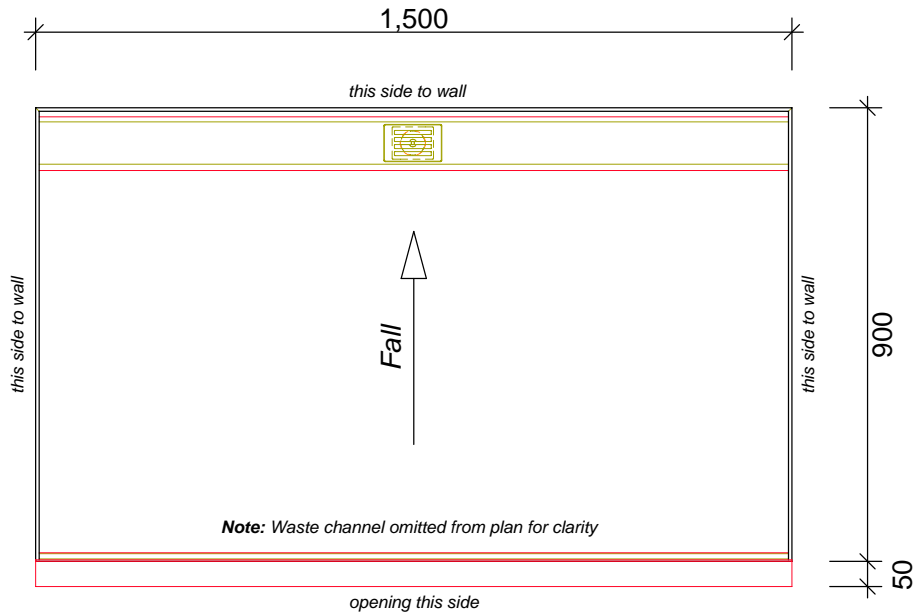 1,500
this side to wall
this side to wall
Fall
this side to wall
900
Note: Waste channel omitted from plan for clarity
50
opening this side